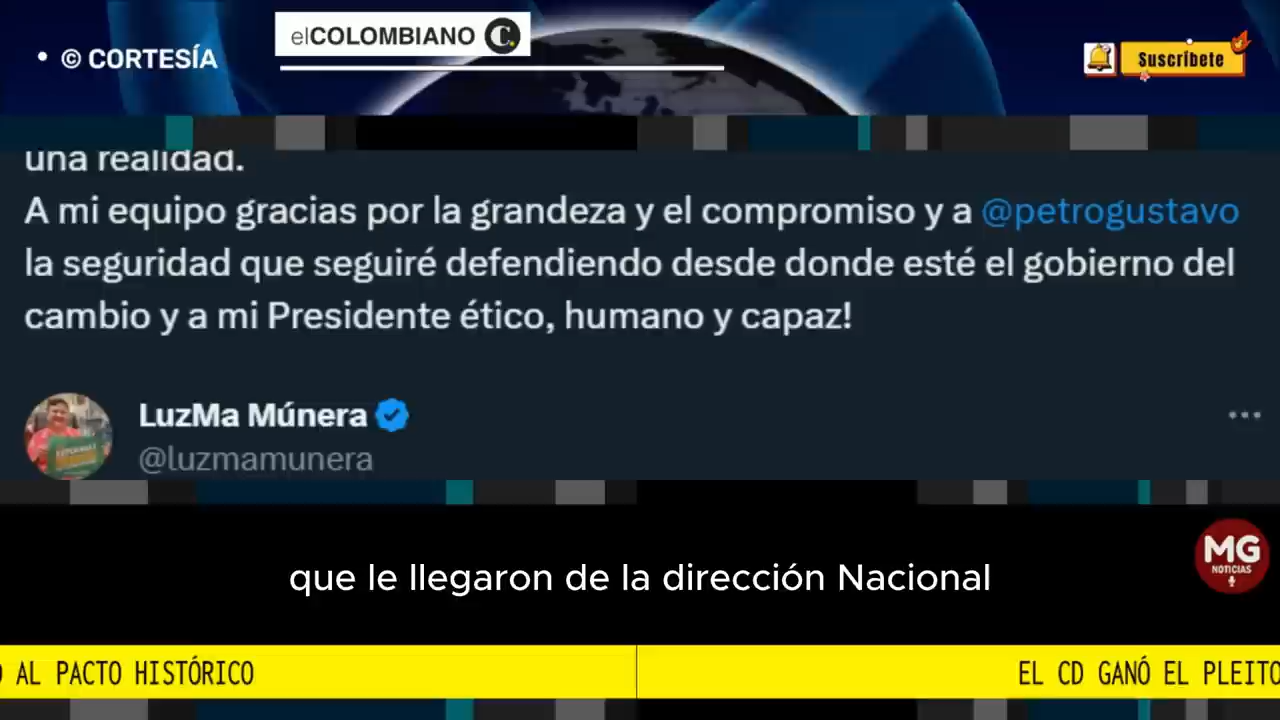 • © CORTESÍA
elCOLOMBIANO C.
Suscríbete
una realidad.
A mi equipo gracias por la grandeza y el compromiso y a @petrogustavo
la seguridad que seguiré defendiendo desde donde esté el gobierno del
cambio y a mi Presidente ético, humano y capaz!
LuzMa Múnera
@luzmamunera
que le llegaron de la dirección Nacional
MG
NOTICIAS
O AL PACTO HISTÓRICO
EL CD GANÓ EL PLEITO